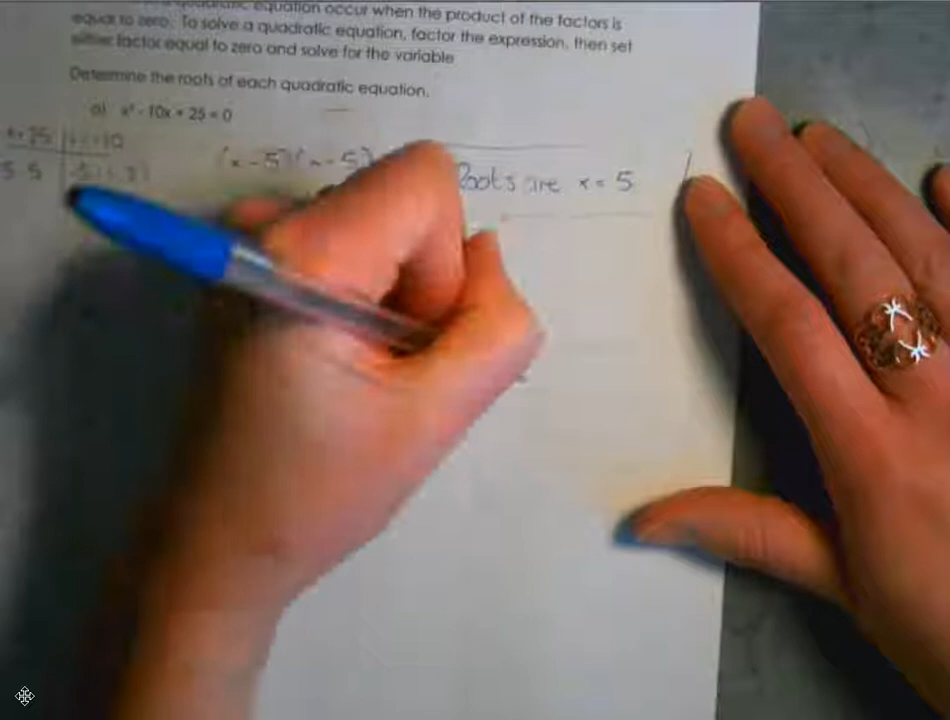 equation occur when the product of the factors is
equal to zero. To solve a quadratic equation, factor the expression, then set
either factor equal to zero and solve for the variable
Determine the roots of each quadratic equation.
a) x² - 10x + 25 = 0
(x-5)(x-5)
Roots are x = 5